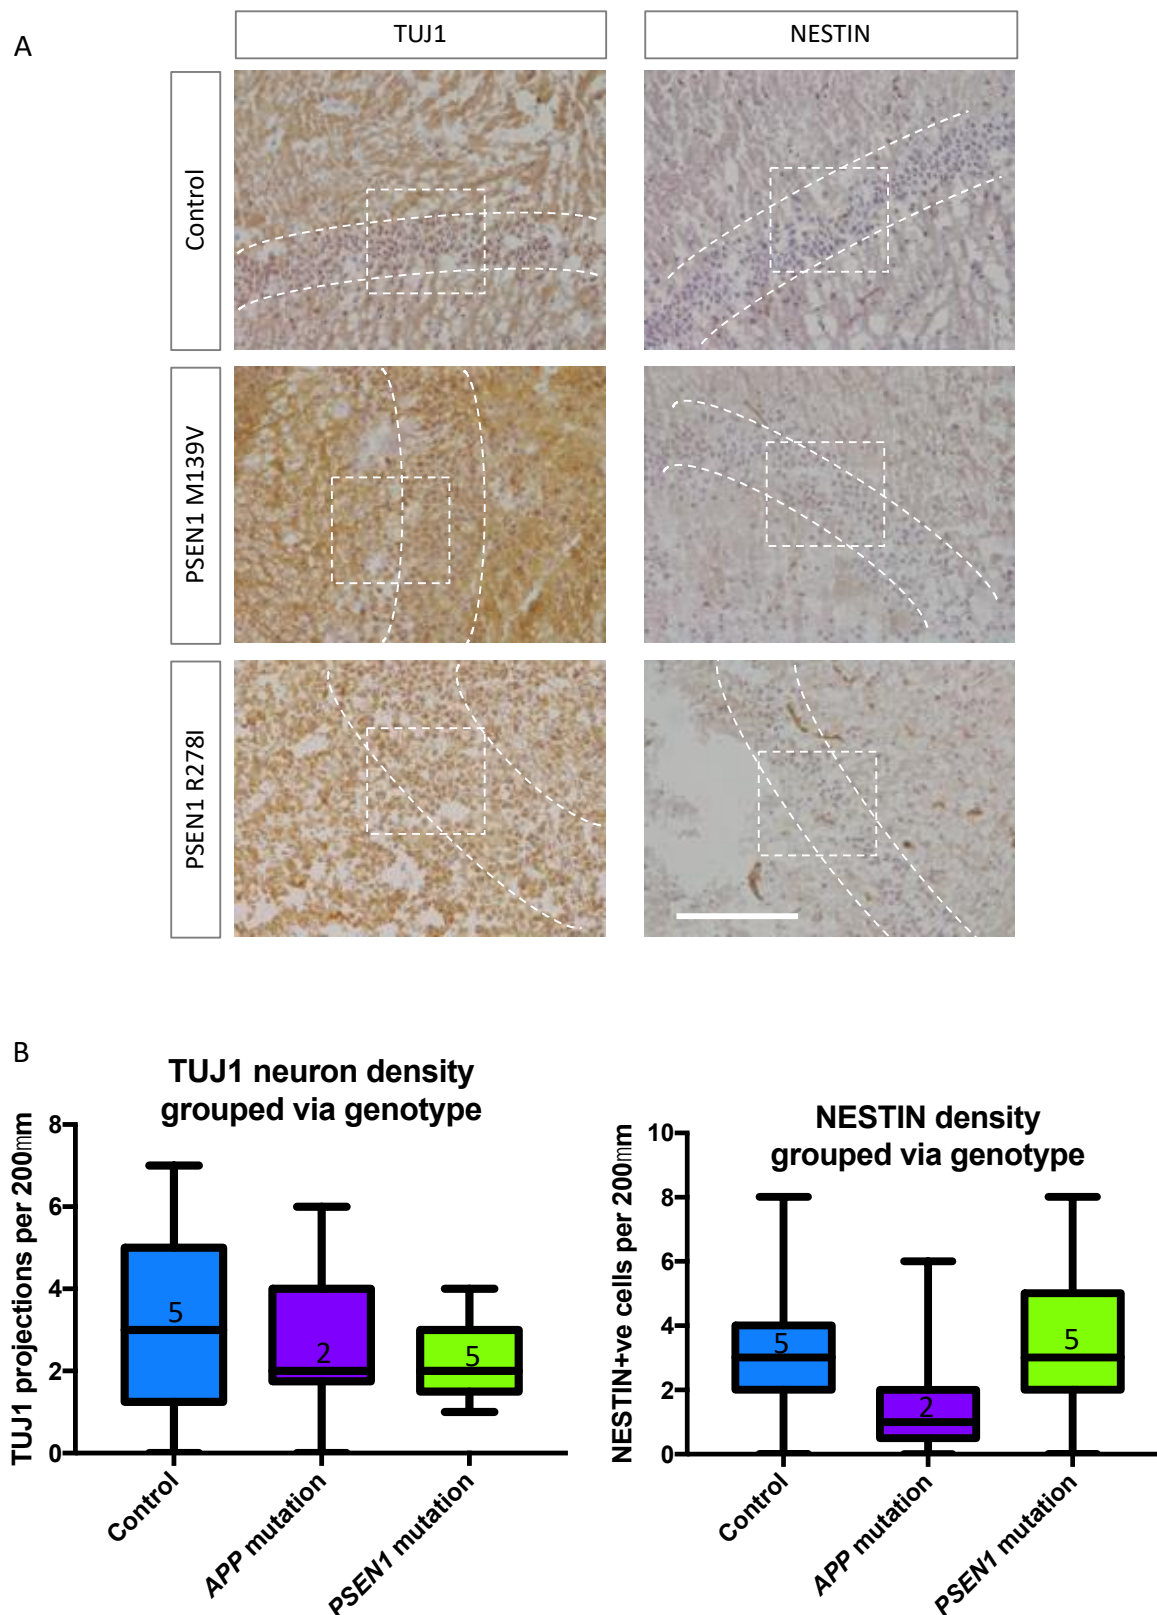 A
TUJ1
NESTIN
Control
PSEN1 M139V
PSEN1 R278I
B
TUJ1 neuron density
grouped via genotype
TUJ1 projections per 200mm
8
6
4
2
0
5
2
5
Control
APP mutation
PSEN1 mutation
NESTIN density
grouped via genotype
NESTIN+ve cells per 200mm
10
8
6
4
2
0
5
2
5
Control
APP mutation
PSEN1 mutation